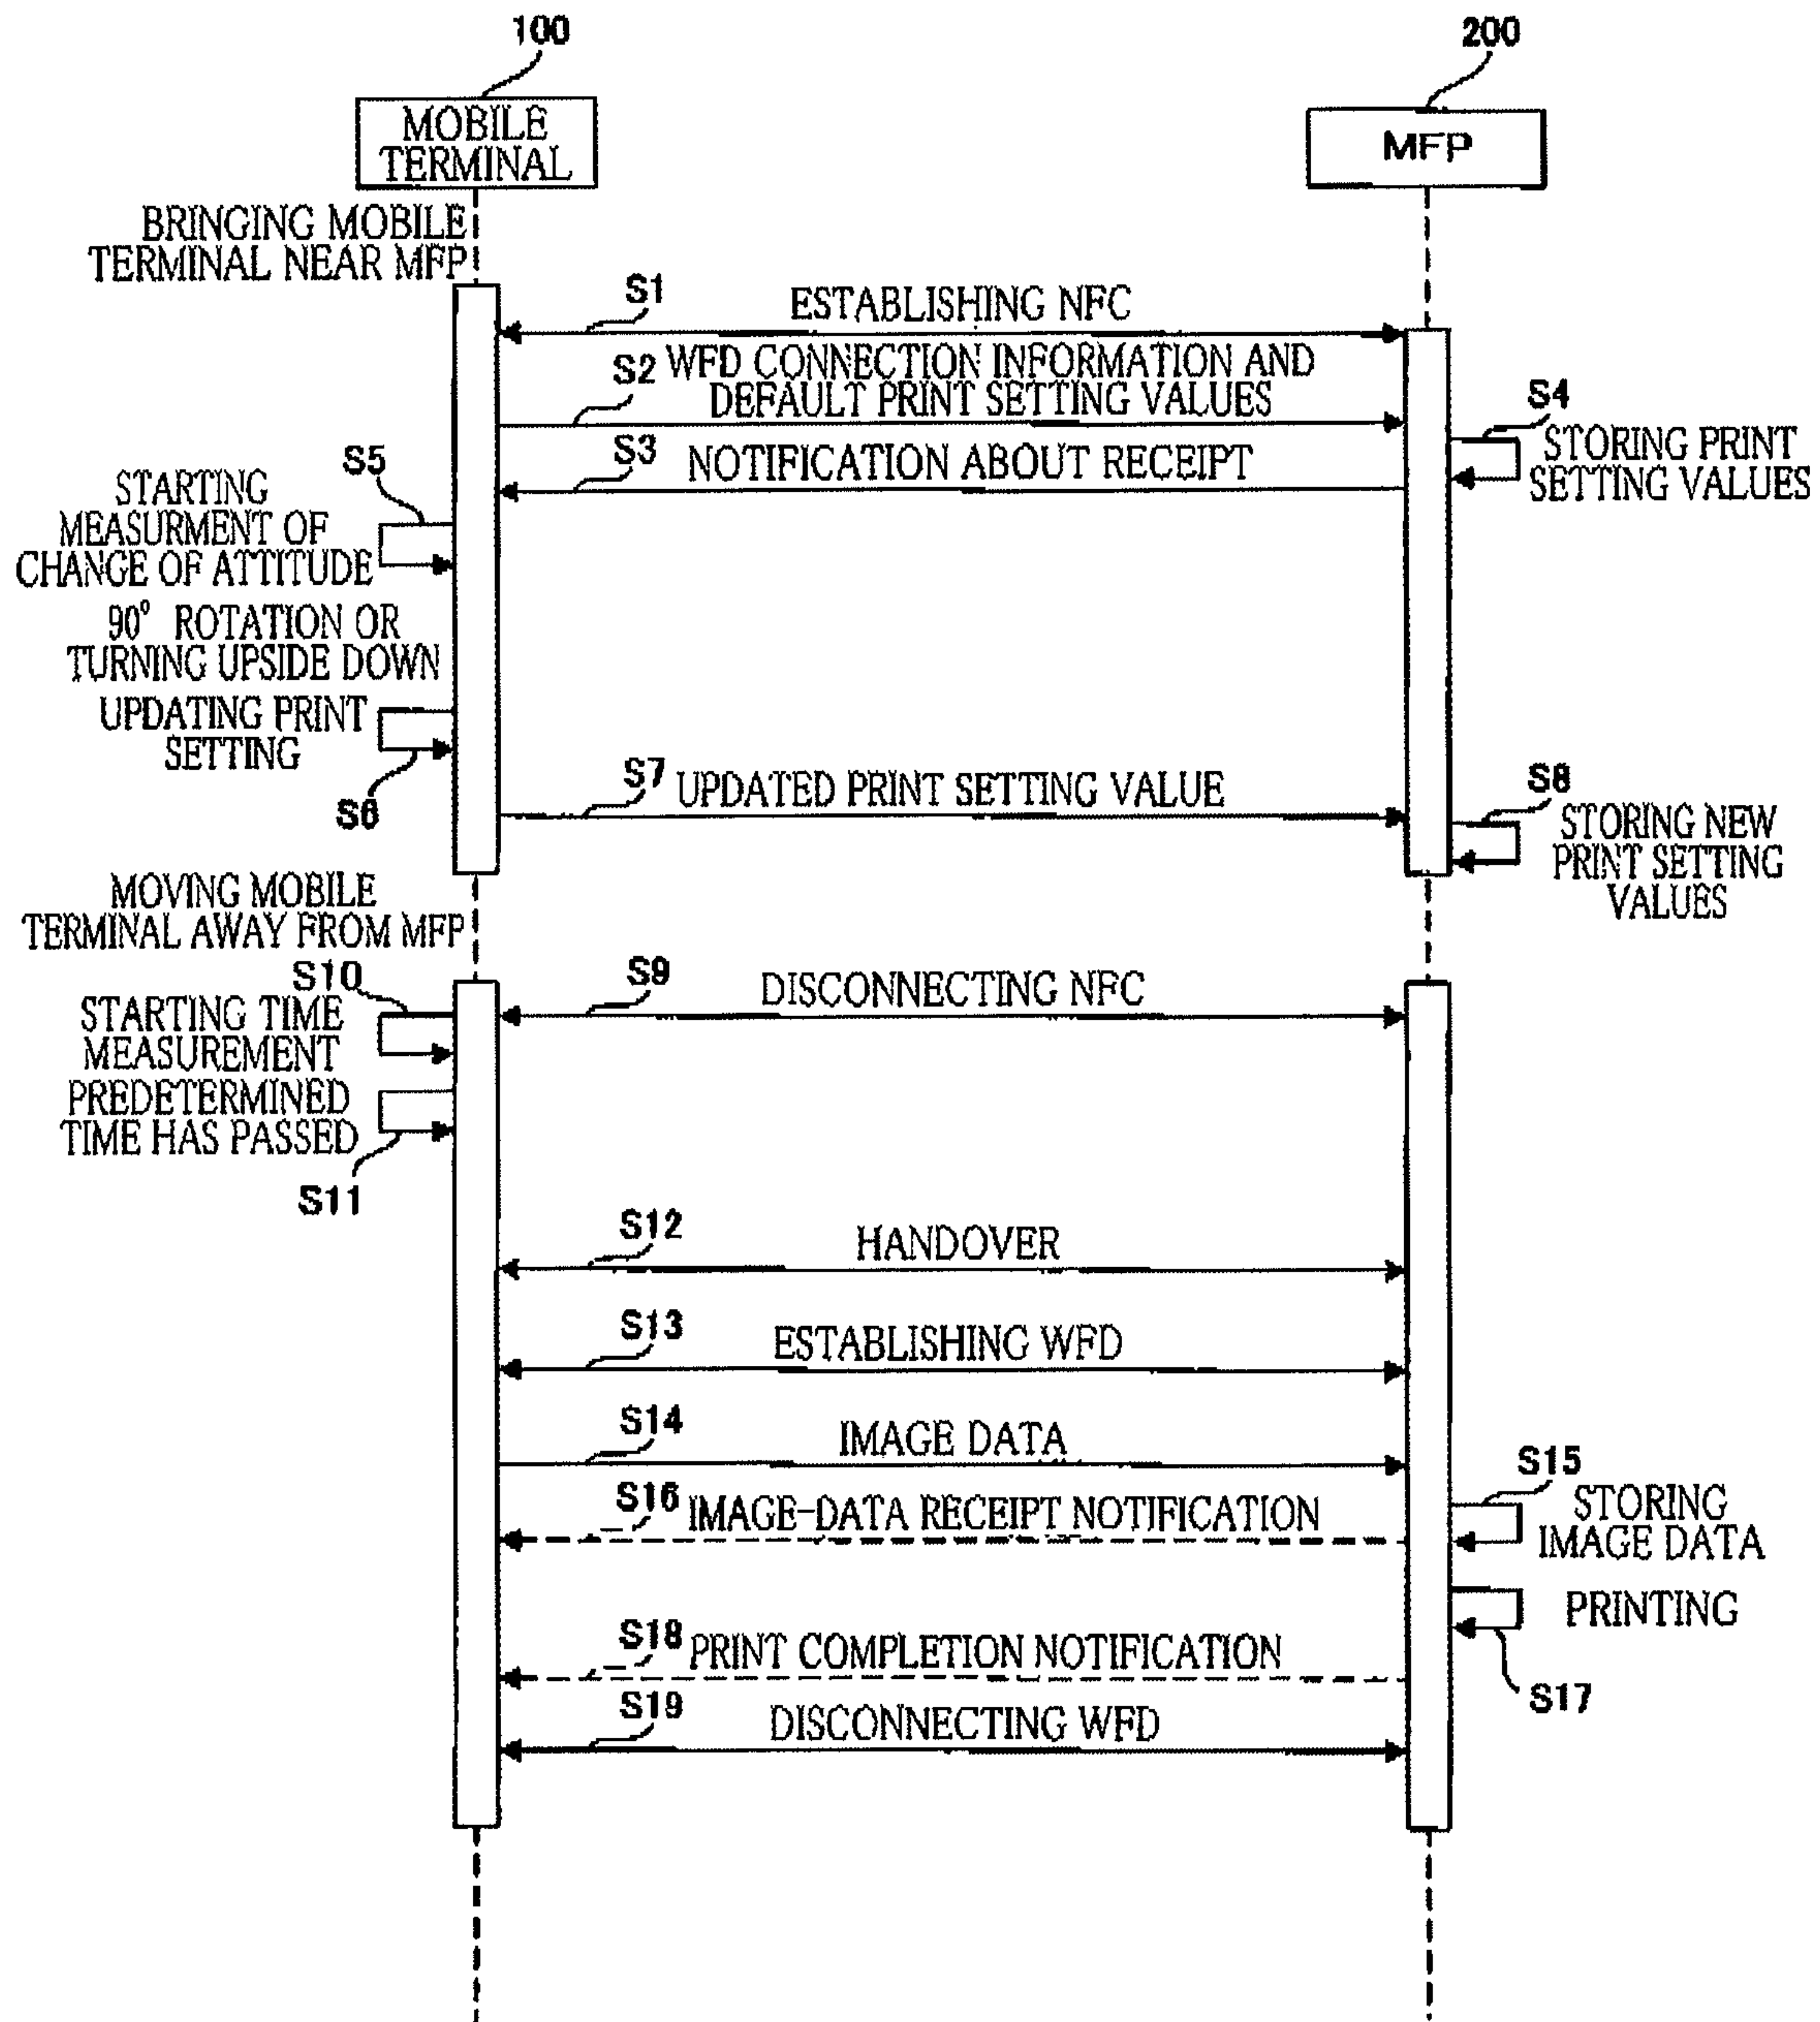 100
200
MOBILE
TERMINAL
MFP
BRINGING MOBILE
TERMINAL NEAR MFP
S1
ESTABLISHING NFC
S2
WFD CONNECTION INFORMATION AND
DEFAULT PRINT SETTING VALUES
S4
STORING PRINT
SETTING VALUES
S3
NOTIFICATION ABOUT RECEIPT
S5
STARTING
MEASURMENT OF
CHANGE OF ATTITUDE
90° ROTATION OR
TURNING UPSIDE DOWN
UPDATING PRINT
SETTING
S6
S7
UPDATED PRINT SETTING VALUE
S8
STORING NEW
PRINT SETTING
VALUES
MOVING MOBILE
TERMINAL AWAY FROM MFP
S9
DISCONNECTING NFC
S10
STARTING TIME
MEASUREMENT
PREDETERMINED
TIME HAS PASSED
S11
S12
HANDOVER
S13
ESTABLISHING WFD
S14
IMAGE DATA
S15
STORING
IMAGE DATA
S16
IMAGE-DATA RECEIPT NOTIFICATION
PRINTING
S17
S18
PRINT COMPLETION NOTIFICATION
S19
DISCONNECTING WFD